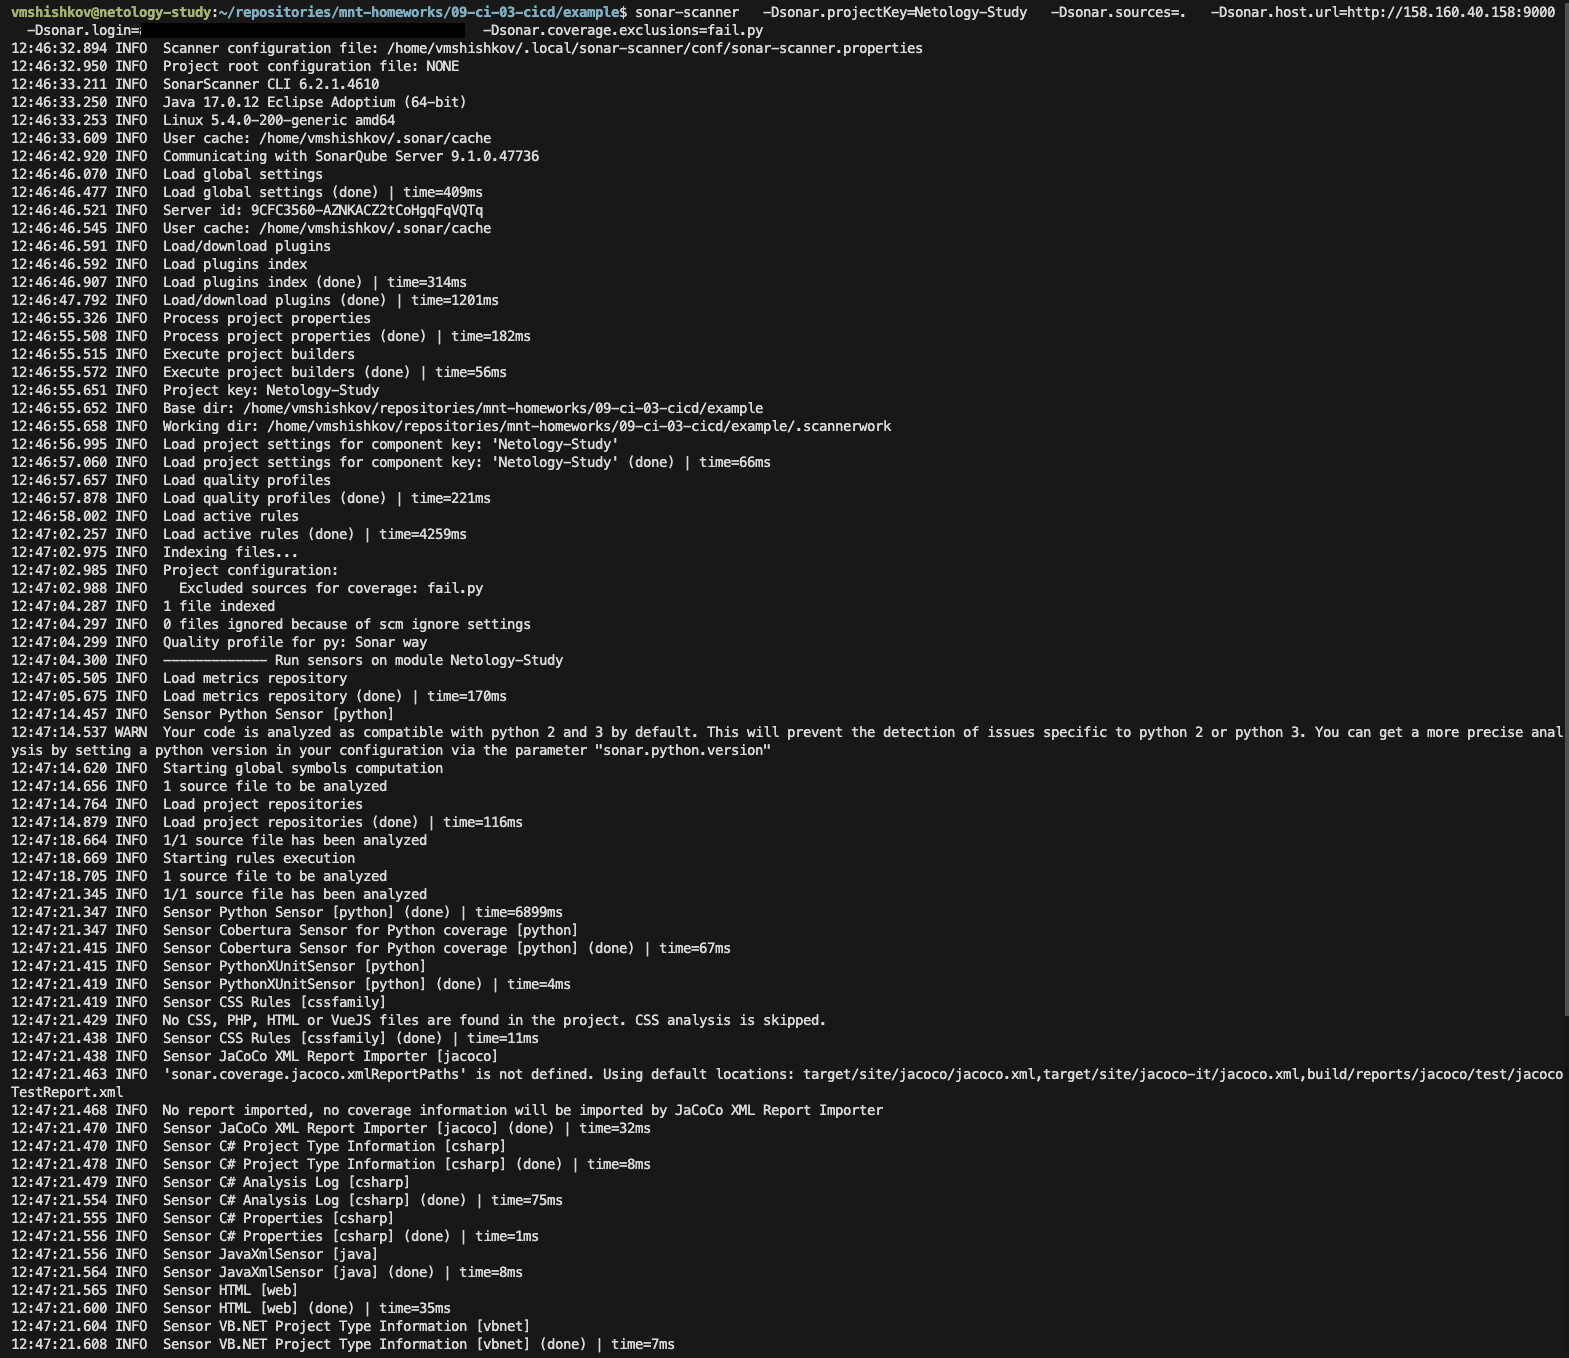 vmshishkov@netology-study:~/repositories/mnt-homeworks/09-ci-03-cicd/example$ sonar-scanner   -Dsonar.projectKey=Netology-Study   -Dsonar.sources=.   -Dsonar.host.url=http://158.160.40.158:9000
  -Dsonar.login=   -Dsonar.coverage.exclusions=fail.py
12:46:32.894 INFO  Scanner configuration file: /home/vmshishkov/.local/sonar-scanner/conf/sonar-scanner.properties
12:46:32.950 INFO  Project root configuration file: NONE
12:46:33.211 INFO  SonarScanner CLI 6.2.1.4610
12:46:33.250 INFO  Java 17.0.12 Eclipse Adoptium (64-bit)
12:46:33.253 INFO  Linux 5.4.0-200-generic amd64
12:46:33.609 INFO  User cache: /home/vmshishkov/.sonar/cache
12:46:42.920 INFO  Communicating with SonarQube Server 9.1.0.47736
12:46:46.070 INFO  Load global settings
12:46:46.477 INFO  Load global settings (done) | time=409ms
12:46:46.521 INFO  Server id: 9CFC3560-AZNKACZ2tCoHgqFqVQTq
12:46:46.545 INFO  User cache: /home/vmshishkov/.sonar/cache
12:46:46.591 INFO  Load/download plugins
12:46:46.592 INFO  Load plugins index
12:46:46.907 INFO  Load plugins index (done) | time=314ms
12:46:47.792 INFO  Load/download plugins (done) | time=1201ms
12:46:55.326 INFO  Process project properties
12:46:55.508 INFO  Process project properties (done) | time=182ms
12:46:55.515 INFO  Execute project builders
12:46:55.572 INFO  Execute project builders (done) | time=56ms
12:46:55.651 INFO  Project key: Netology-Study
12:46:55.652 INFO  Base dir: /home/vmshishkov/repositories/mnt-homeworks/09-ci-03-cicd/example
12:46:55.658 INFO  Working dir: /home/vmshishkov/repositories/mnt-homeworks/09-ci-03-cicd/example/.scannerwork
12:46:56.995 INFO  Load project settings for component key: 'Netology-Study'
12:46:57.060 INFO  Load project settings for component key: 'Netology-Study' (done) | time=66ms
12:46:57.657 INFO  Load quality profiles
12:46:57.878 INFO  Load quality profiles (done) | time=221ms
12:46:58.002 INFO  Load active rules
12:47:02.257 INFO  Load active rules (done) | time=4259ms
12:47:02.975 INFO  Indexing files...
12:47:02.985 INFO  Project configuration:
12:47:02.988 INFO    Excluded sources for coverage: fail.py
12:47:04.287 INFO  1 file indexed
12:47:04.297 INFO  0 files ignored because of scm ignore settings
12:47:04.299 INFO  Quality profile for py: Sonar way
12:47:04.300 INFO  ------------- Run sensors on module Netology-Study
12:47:05.505 INFO  Load metrics repository
12:47:05.675 INFO  Load metrics repository (done) | time=170ms
12:47:14.457 INFO  Sensor Python Sensor [python]
12:47:14.537 WARN  Your code is analyzed as compatible with python 2 and 3 by default. This will prevent the detection of issues specific to python 2 or python 3. You can get a more precise anal
ysis by setting a python version in your configuration via the parameter "sonar.python.version"
12:47:14.620 INFO  Starting global symbols computation
12:47:14.656 INFO  1 source file to be analyzed
12:47:14.764 INFO  Load project repositories
12:47:14.879 INFO  Load project repositories (done) | time=116ms
12:47:18.664 INFO  1/1 source file has been analyzed
12:47:18.669 INFO  Starting rules execution
12:47:18.705 INFO  1 source file to be analyzed
12:47:21.345 INFO  1/1 source file has been analyzed
12:47:21.347 INFO  Sensor Python Sensor [python] (done) | time=6899ms
12:47:21.347 INFO  Sensor Cobertura Sensor for Python coverage [python]
12:47:21.415 INFO  Sensor Cobertura Sensor for Python coverage [python] (done) | time=67ms
12:47:21.415 INFO  Sensor PythonXUnitSensor [python]
12:47:21.419 INFO  Sensor PythonXUnitSensor [python] (done) | time=4ms
12:47:21.419 INFO  Sensor CSS Rules [cssfamily]
12:47:21.429 INFO  No CSS, PHP, HTML or VueJS files are found in the project. CSS analysis is skipped.
12:47:21.438 INFO  Sensor CSS Rules [cssfamily] (done) | time=11ms
12:47:21.438 INFO  Sensor JaCoCo XML Report Importer [jacoco]
12:47:21.463 INFO  'sonar.coverage.jacoco.xmlReportPaths' is not defined. Using default locations: target/site/jacoco/jacoco.xml,target/site/jacoco-it/jacoco.xml,build/reports/jacoco/test/jacoco
TestReport.xml
12:47:21.468 INFO  No report imported, no coverage information will be imported by JaCoCo XML Report Importer
12:47:21.470 INFO  Sensor JaCoCo XML Report Importer [jacoco] (done) | time=32ms
12:47:21.470 INFO  Sensor C# Project Type Information [csharp]
12:47:21.478 INFO  Sensor C# Project Type Information [csharp] (done) | time=8ms
12:47:21.479 INFO  Sensor C# Analysis Log [csharp]
12:47:21.554 INFO  Sensor C# Analysis Log [csharp] (done) | time=75ms
12:47:21.555 INFO  Sensor C# Properties [csharp]
12:47:21.556 INFO  Sensor C# Properties [csharp] (done) | time=1ms
12:47:21.556 INFO  Sensor JavaXmlSensor [java]
12:47:21.564 INFO  Sensor JavaXmlSensor [java] (done) | time=8ms
12:47:21.565 INFO  Sensor HTML [web]
12:47:21.600 INFO  Sensor HTML [web] (done) | time=35ms
12:47:21.604 INFO  Sensor VB.NET Project Type Information [vbnet]
12:47:21.608 INFO  Sensor VB.NET Project Type Information [vbnet] (done) | time=7ms